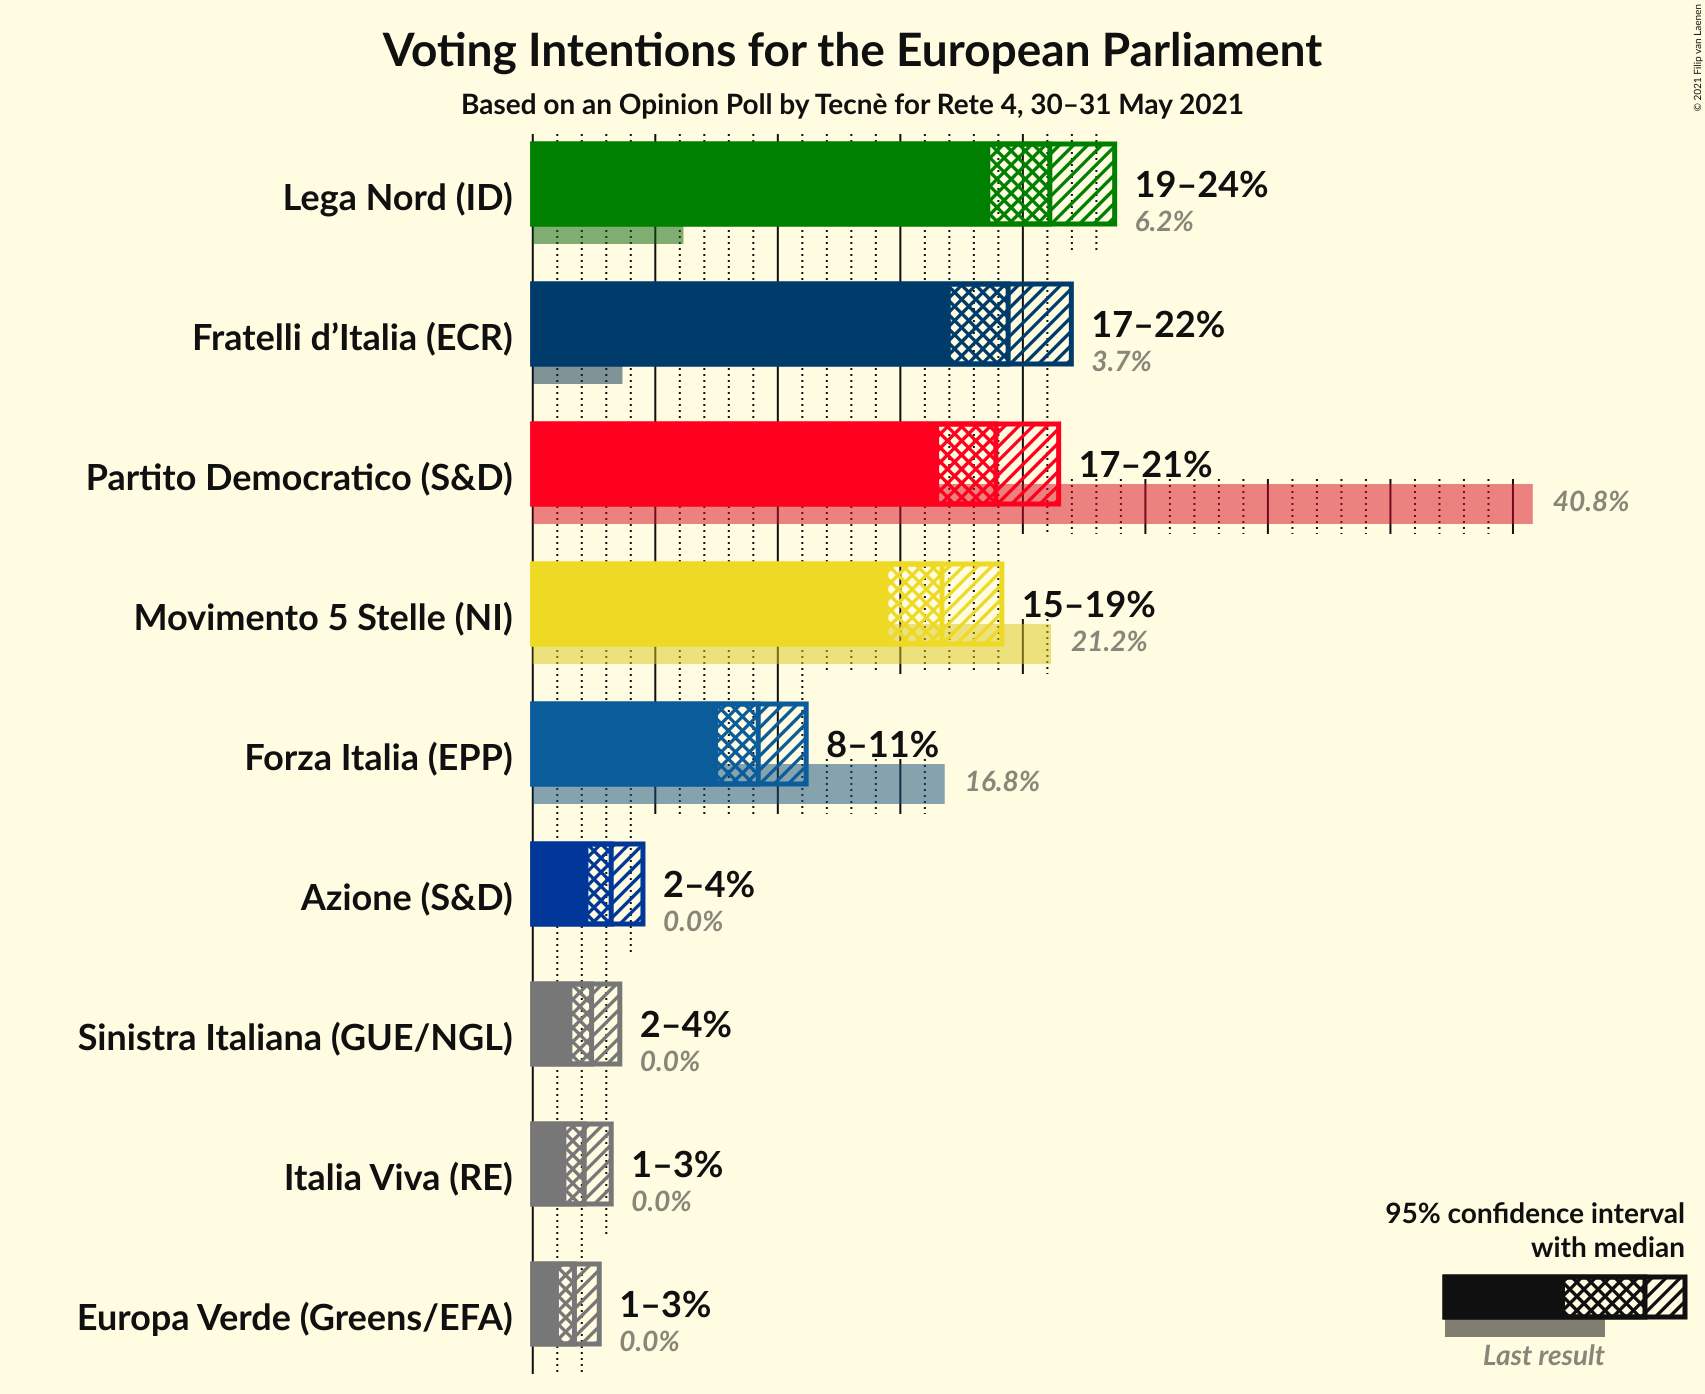 Voting Intentions for the European Parliament
Based on an Opinion Poll by Tecnè for Rete 4, 30–31 May 2021
© 2021 Filip van Laenen
Lega Nord (ID)
19–24%
6.2%
Fratelli d’Italia (ECR)
17–22%
3.7%
Partito Democratico (S&D)
17–21%
40.8%
Movimento 5 Stelle (NI)
15–19%
21.2%
Forza Italia (EPP)
8–11%
16.8%
Azione (S&D)
2–4%
0.0%
Sinistra Italiana (GUE/NGL)
2–4%
0.0%
Italia Viva (RE)
1–3%
0.0%
Europa Verde (Greens/EFA)
1–3%
0.0%
95% confidence interval
with median
Last result